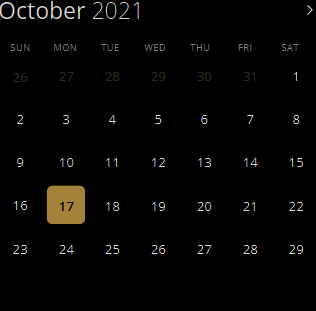 October 2021 >
SUN MON TUE WED THU FRI SAT
26 27 28 29 30 31 1
2 3 4 5 6 7 8
9 10 11 12 13 14 15
16 17 18 19 20 21 22
23 24 25 26 27 28 29